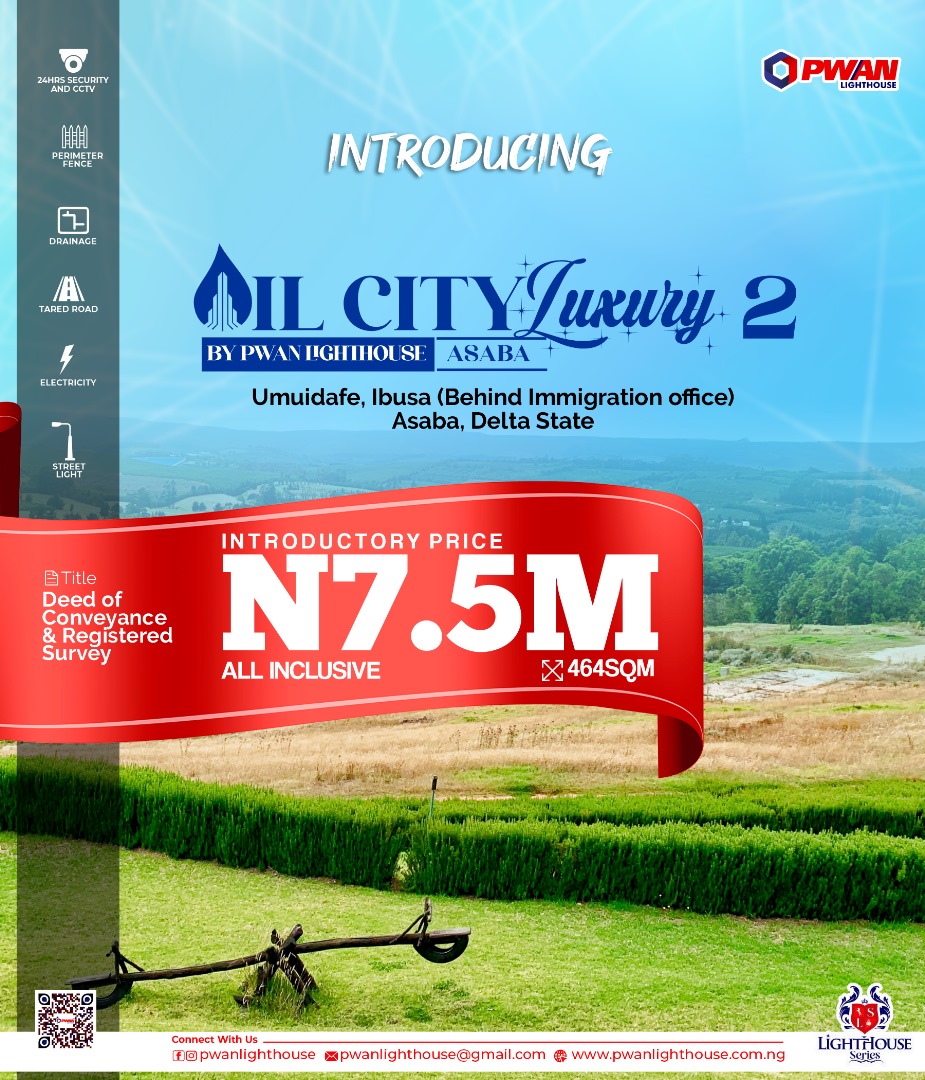 24HRS SECURITY
AND CCTV
PERIMETER
FENCE
DRAINAGE
TARED ROAD
ELECTRICITY
STREET
LIGHT
PWAN
LIGHTHOUSE
INTRODUCING
OIL CITY Luxury 2
BY PWAN LIGHTHOUSE ASABA
Umuidafe, Ibusa (Behind Immigration office)
Asaba, Delta State
Title
Deed of
Conveyance
& Registered
Survey
INTRODUCTORY PRICE
N7.5M
ALL INCLUSIVE
464SQM
Connect With Us
pwanlighthouse
pwanlighthouse@gmail.com
www.pwanlighthouse.com.ng
LIGHTHOUSE
Series